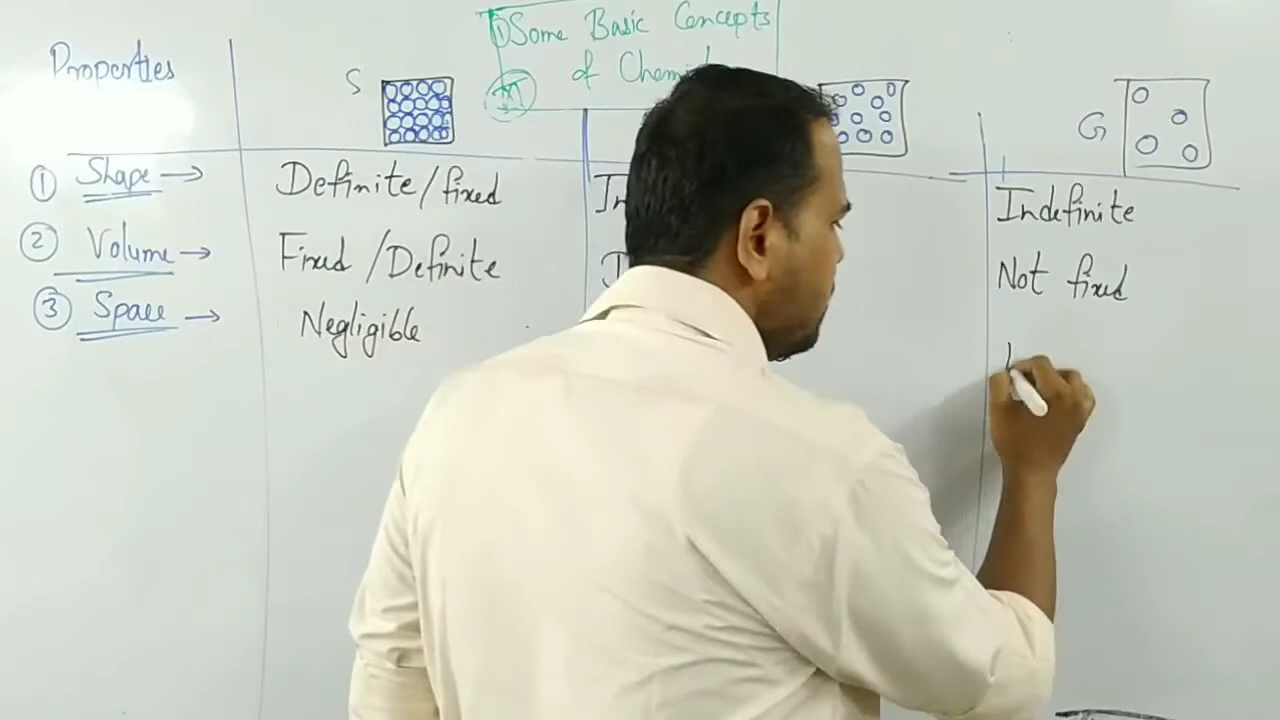 ① Some Basic Concepts
of
M
Properties
S
G
① Shape → Definite/fixed Indefinite
② Volume → Fixed/Definite Not fixed
③ Space → Negligible